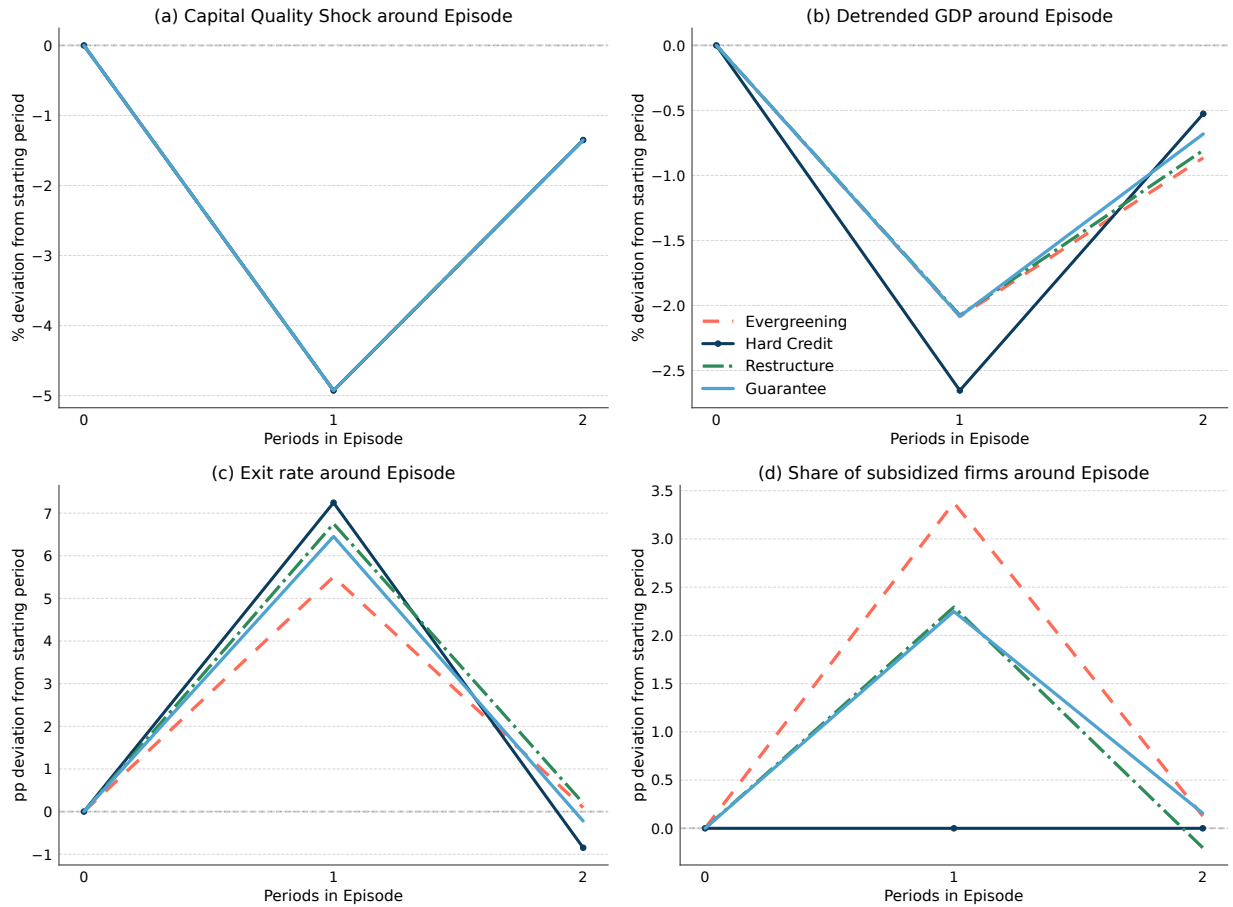 (a) Capital Quality Shock around Episode
% deviation from starting period
0
−1
−2
−3
−4
−5
0 1 2
Periods in Episode
(b) Detrended GDP around Episode
% deviation from starting period
0.0
−0.5
−1.0
−1.5
−2.0
−2.5
Evergreening
Hard Credit
Restructure
Guarantee
0 1 2
Periods in Episode
(c) Exit rate around Episode
pp deviation from starting period
7
6
5
4
3
2
1
0
−1
0 1 2
Periods in Episode
(d) Share of subsidized firms around Episode
pp deviation from starting period
3.5
3.0
2.5
2.0
1.5
1.0
0.5
0.0
0 1 2
Periods in Episode